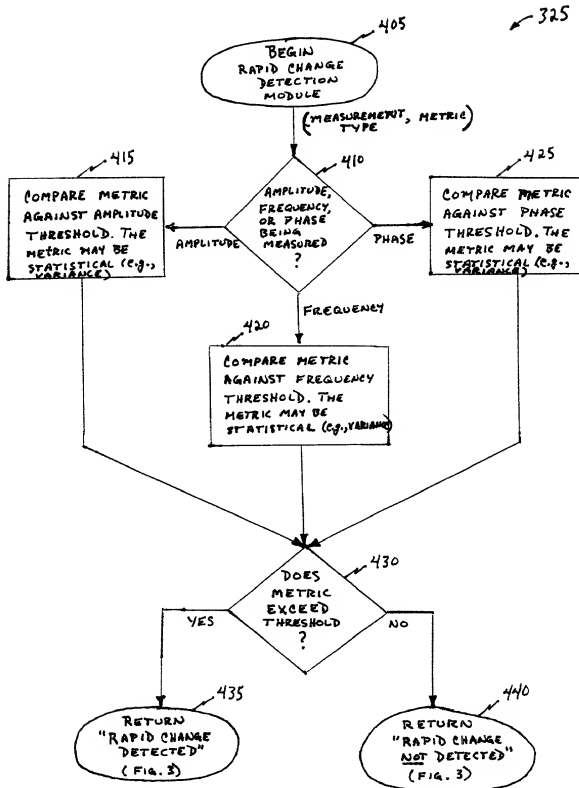 325
405
BEGIN
RAPID CHANGE
DETECTION
MODULE
(MEASUREMENT, METRIC)
TYPE
415
COMPARE METRIC
AGAINST AMPLITUDE
THRESHOLD. THE
METRIC MAY BE
STATISTICAL (e.g.,
VARIANCE)
410
AMPLITUDE,
FREQUENCY,
OR PHASE
BEING
MEASURED
?
AMPLITUDE
PHASE
425
COMPARE METRIC
AGAINST PHASE
THRESHOLD. THE
METRIC MAY BE
STATISTICAL (e.g.,
VARIANCE)
FREQUENCY
420
COMPARE METRIC
AGAINST FREQUENCY
THRESHOLD. THE
METRIC MAY BE
STATISTICAL (e.g., VARIANCE)
430
DOES
METRIC
EXCEED
THRESHOLD
?
YES
NO
435
RETURN
"RAPID CHANGE
DETECTED"
(FIG. 3)
440
RETURN
"RAPID CHANGE
NOT DETECTED"
(FIG. 3)